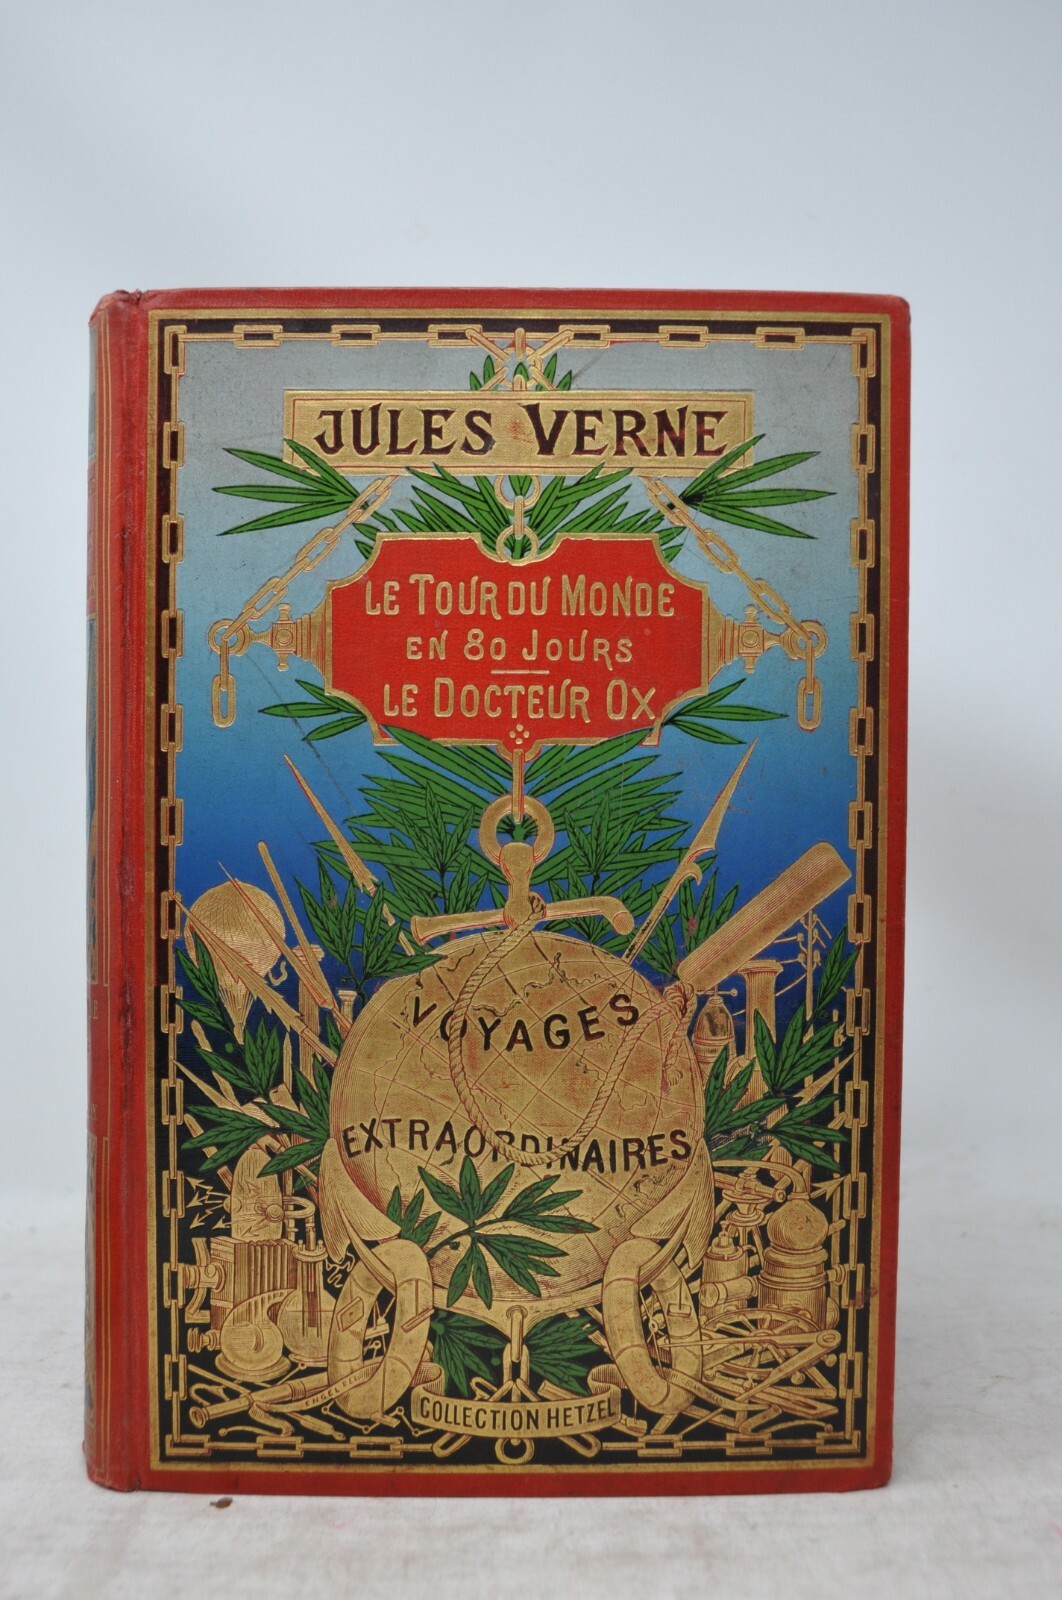 JULES VERNE
LE TOUR DU MONDE
EN 80 JOURS
LE DOCTEUR OX
VOYAGES
EXTRAORDINAIRES
COLLECTION HETZEL